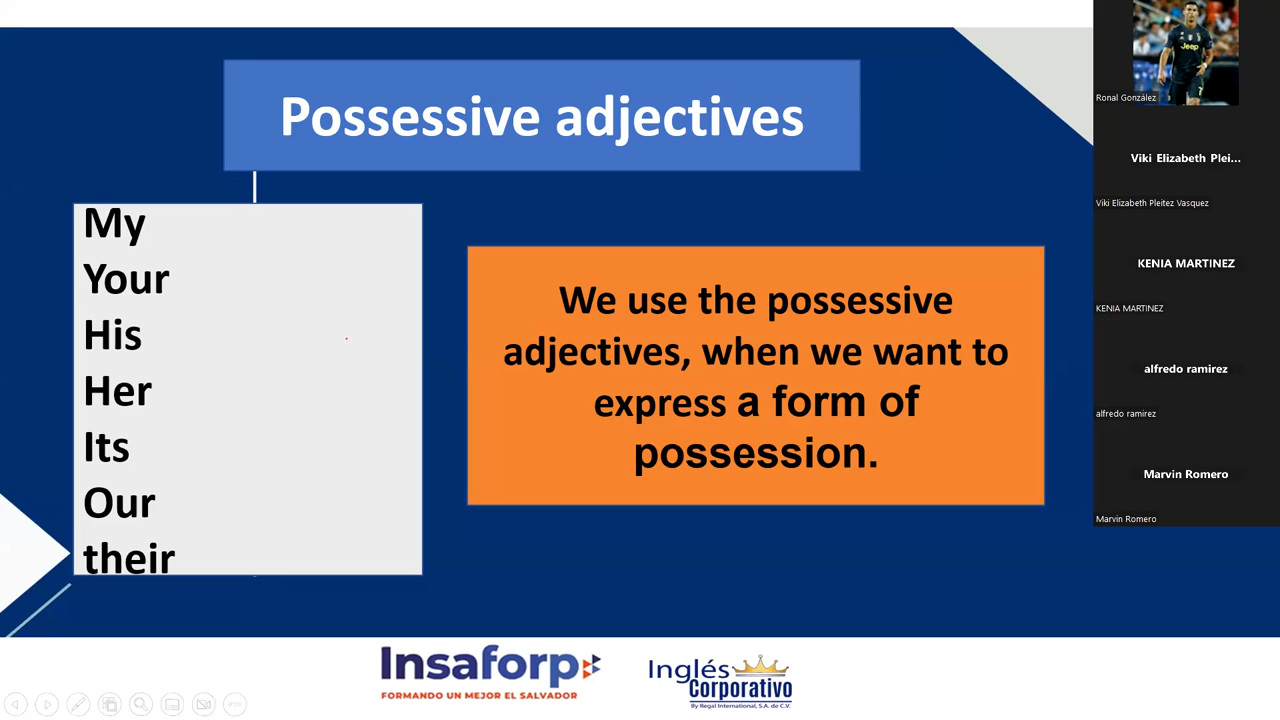 Possessive adjectives
My
Your
His
Her
Its
Our
their
We use the possessive
adjectives, when we want to
express a form of
possession.
Insaforp
FORMANDO UN MEJOR EL SALVADOR
Inglés
Corporativo
By Regal International, S.A. de C.V.
Jeep
7
Ronal González
Viki Elizabeth Plei...
Viki Elizabeth Pleitez Vasquez
KENIA MARTINEZ
KENIA MARTINEZ
alfredo ramirez
alfredo ramirez
Marvin Romero
Marvin Romero